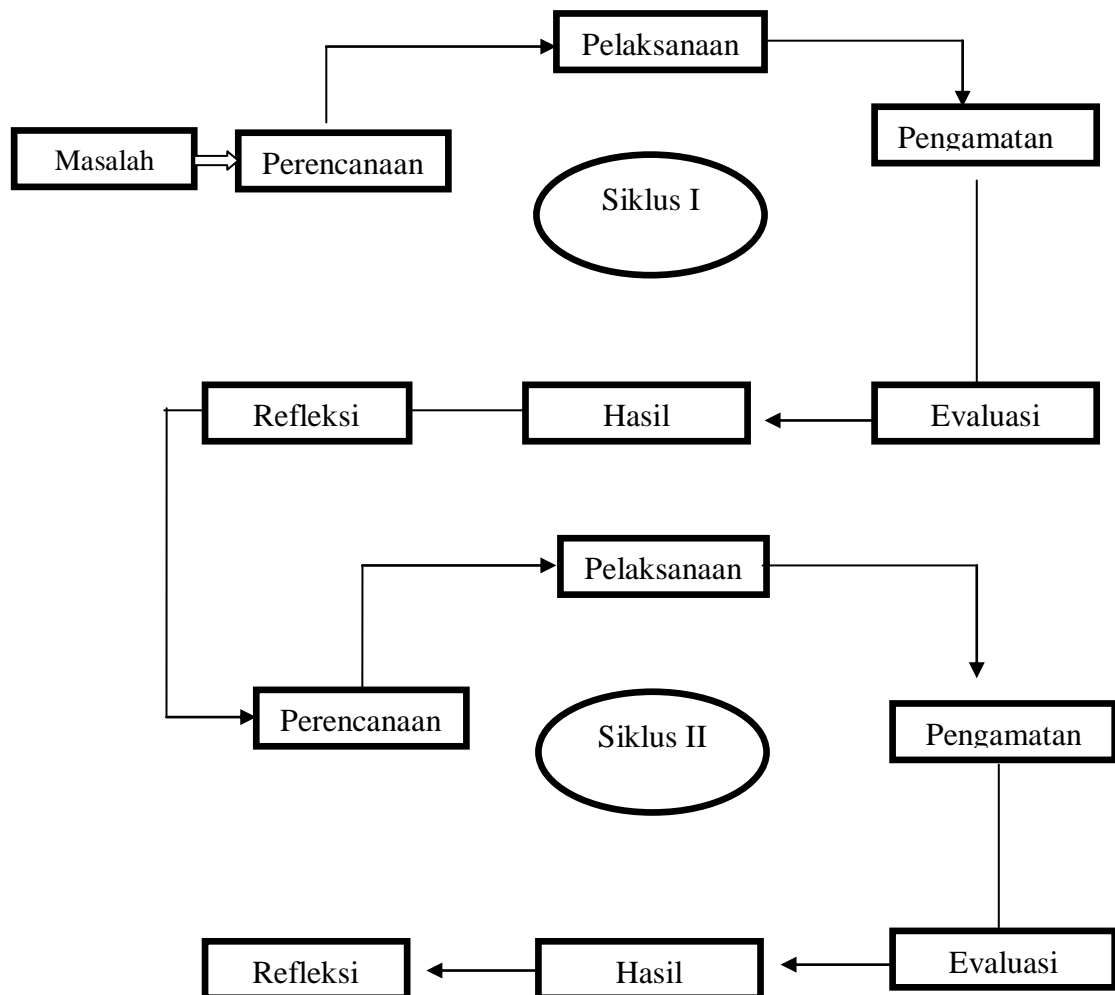 Pelaksanaan
Pengamatan
Masalah
Perencanaan
Siklus I
Refleksi
Hasil
Evaluasi
Pelaksanaan
Perencanaan
Siklus II
Pengamatan
Refleksi
Hasil
Evaluasi